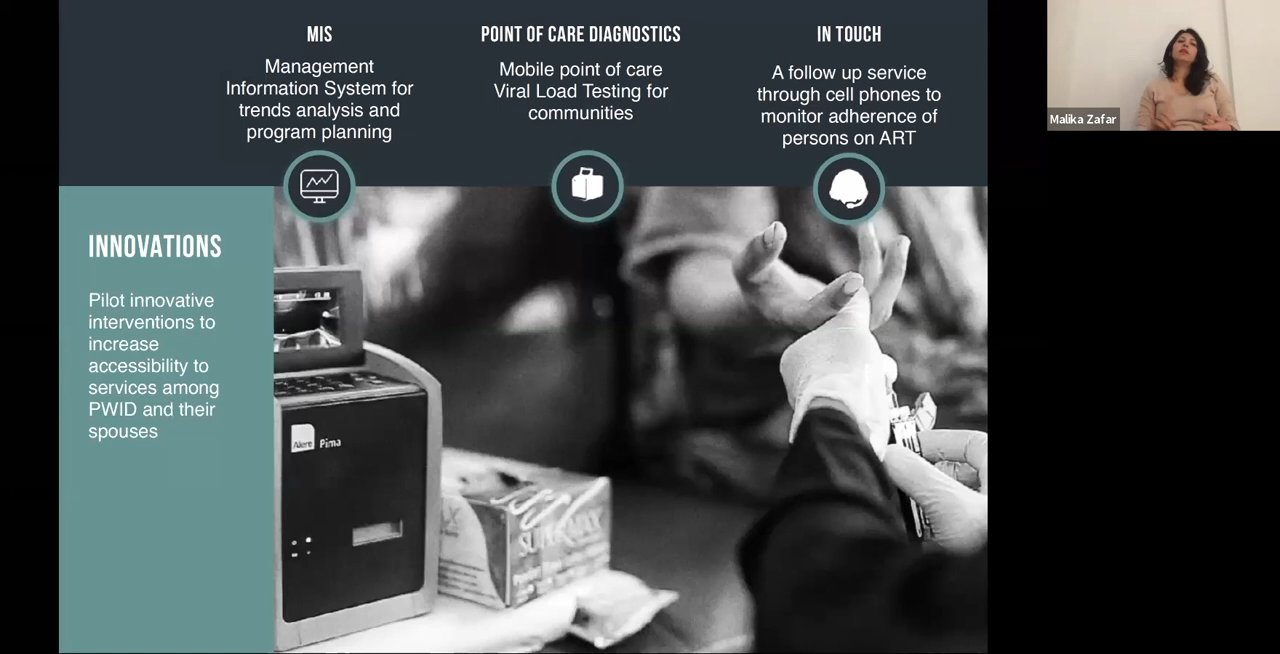 MIS
Management
Information System for
trends analysis and
program planning
POINT OF CARE DIAGNOSTICS
Mobile point of care
Viral Load Testing for
communities
IN TOUCH
A follow up service
through cell phones to
monitor adherence of
persons on ART
Malika Zafar
INNOVATIONS
Pilot innovative
interventions to
increase
accessibility to
services among
PWID and their
spouses
Alere Pima